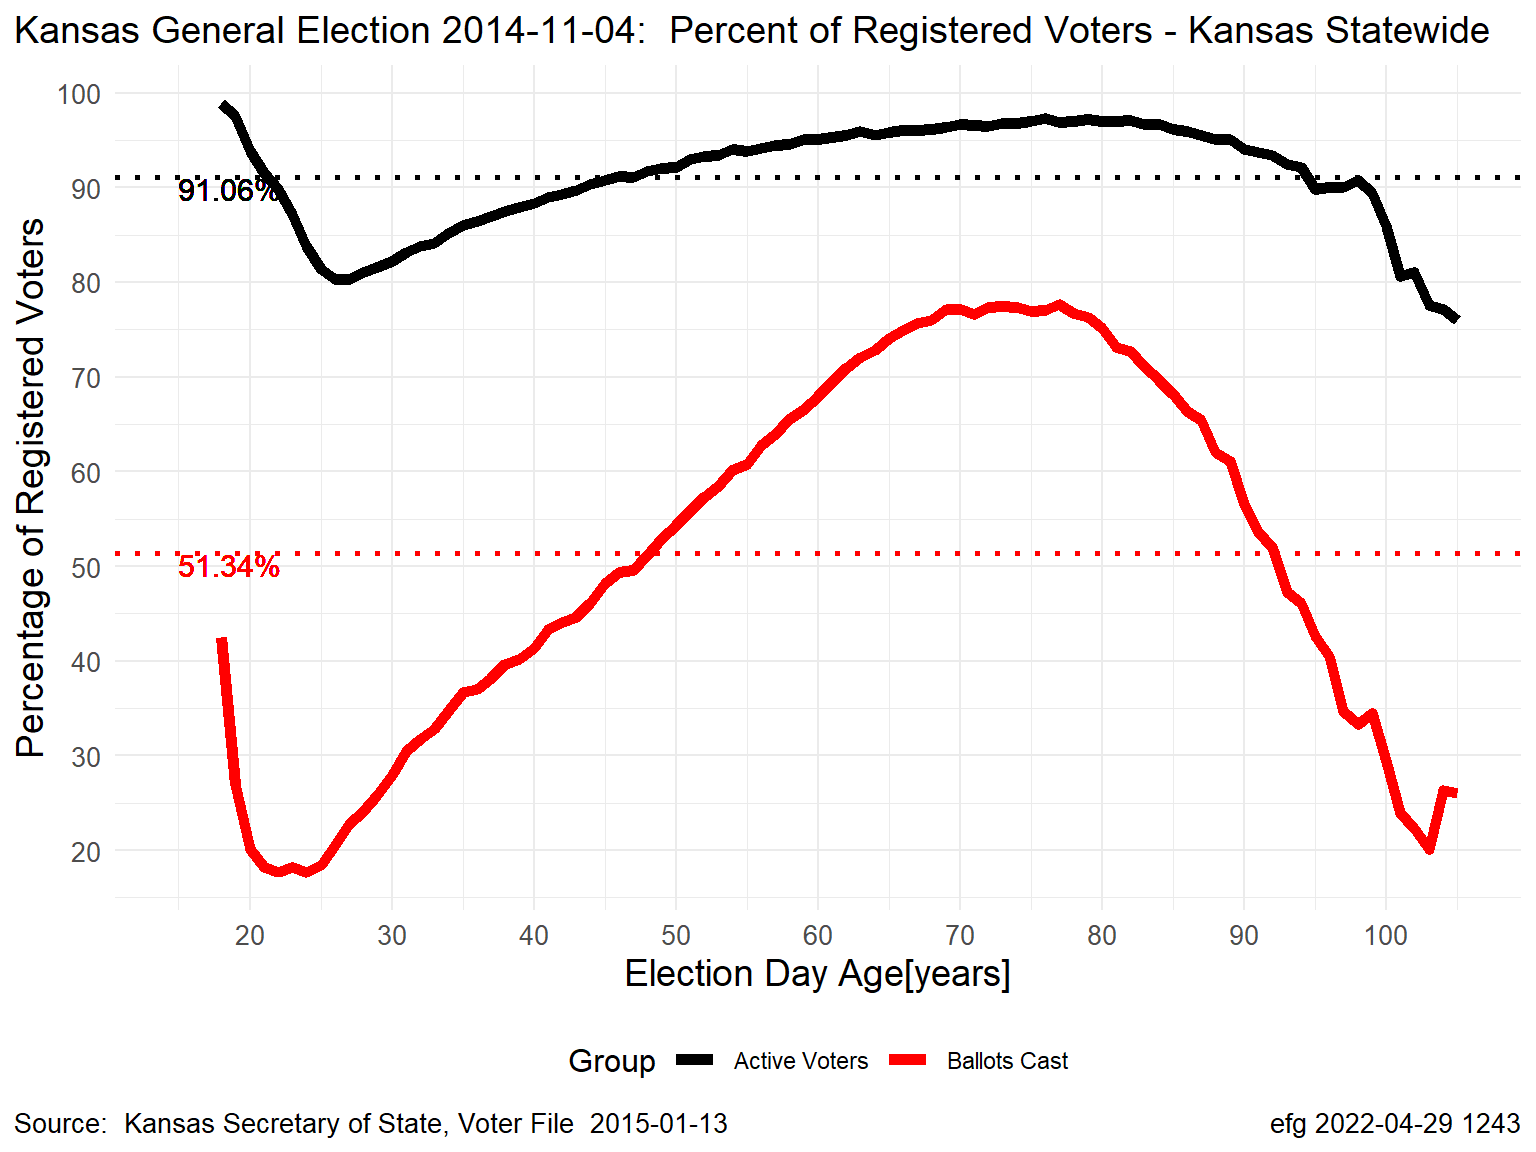 Kansas General Election 2014-11-04:  Percent of Registered Voters - Kansas Statewide
Percentage of Registered Voters
100
90
80
70
60
50
40
30
20
91.06%
51.34%
20 30 40 50 60 70 80 90 100
Election Day Age[years]
Group Active Voters Ballots Cast
Source:  Kansas Secretary of State, Voter File  2015-01-13
efg 2022-04-29 1243